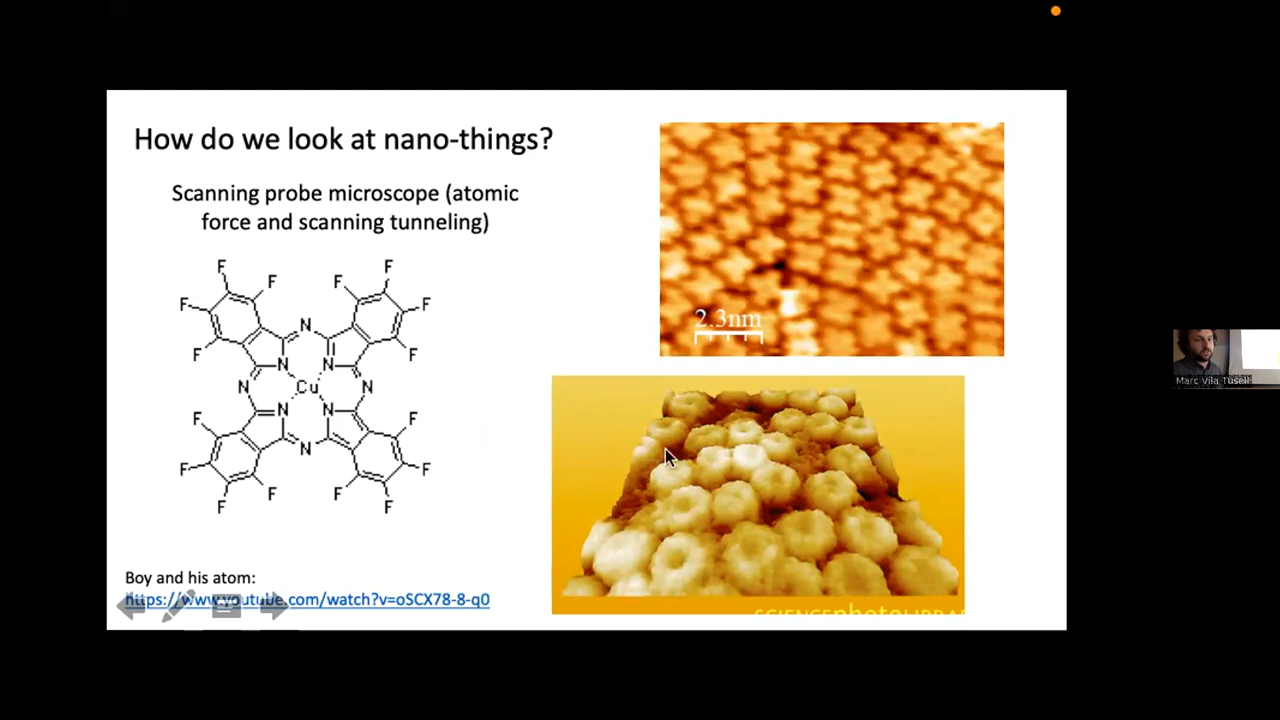 How do we look at nano-things?
Scanning probe microscope (atomic
force and scanning tunneling)
F F
F F
F F
F F
N
N N
N Cu N
N N
N
F F
F F
F F
F F
2.3nm
Boy and his atom:
https://www.youtube.com/watch?v=oSCX78-8-q0
Marc Vila Tusell